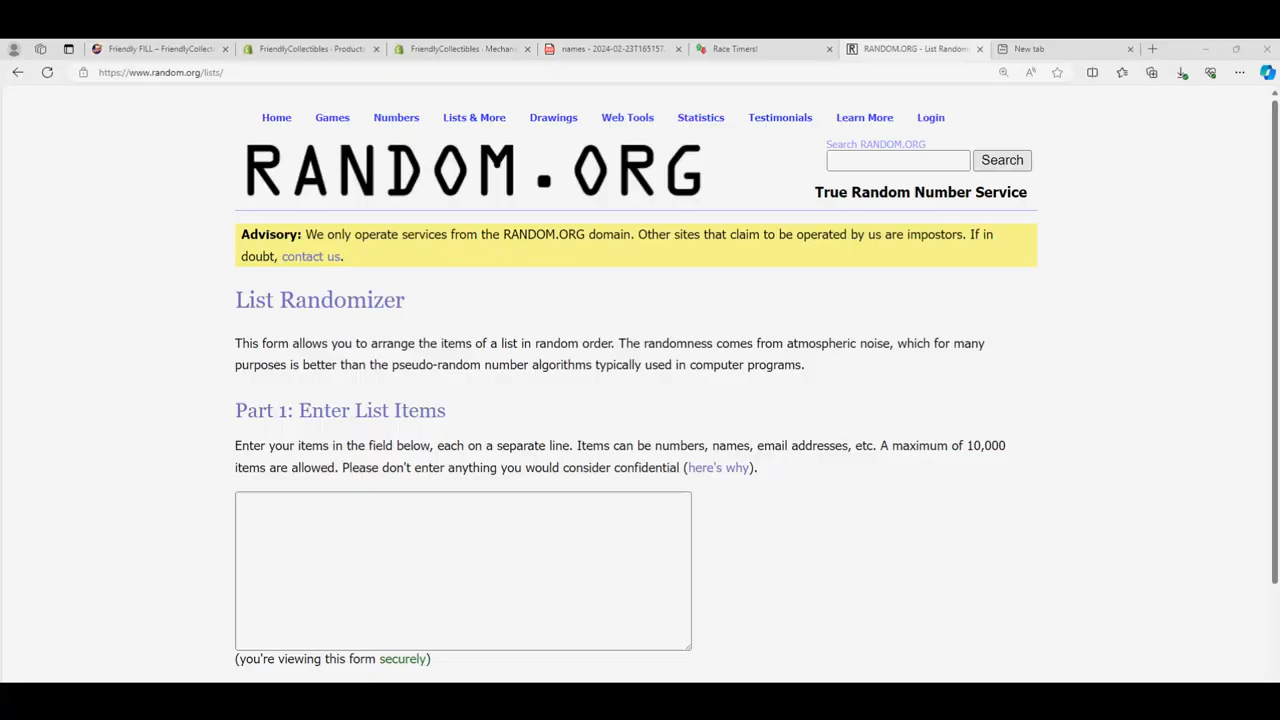 Friendly FILL – FriendlyCollecti
FriendlyCollectibles · Products
FriendlyCollectibles · Mechan
names - 2024-02-23T165157.
Race Timers!
RANDOM.ORG - List Random
New tab
https://www.random.org/lists/
Home Games Numbers Lists & More Drawings Web Tools Statistics Testimonials Learn More Login
RANDOM.ORG
Search RANDOM.ORG
Search
True Random Number Service
Advisory: We only operate services from the RANDOM.ORG domain. Other sites that claim to be operated by us are impostors. If in
doubt, contact us.
List Randomizer
This form allows you to arrange the items of a list in random order. The randomness comes from atmospheric noise, which for many
purposes is better than the pseudo-random number algorithms typically used in computer programs.
Part 1: Enter List Items
Enter your items in the field below, each on a separate line. Items can be numbers, names, email addresses, etc. A maximum of 10,000
items are allowed. Please don't enter anything you would consider confidential (here's why).
(you're viewing this form securely)